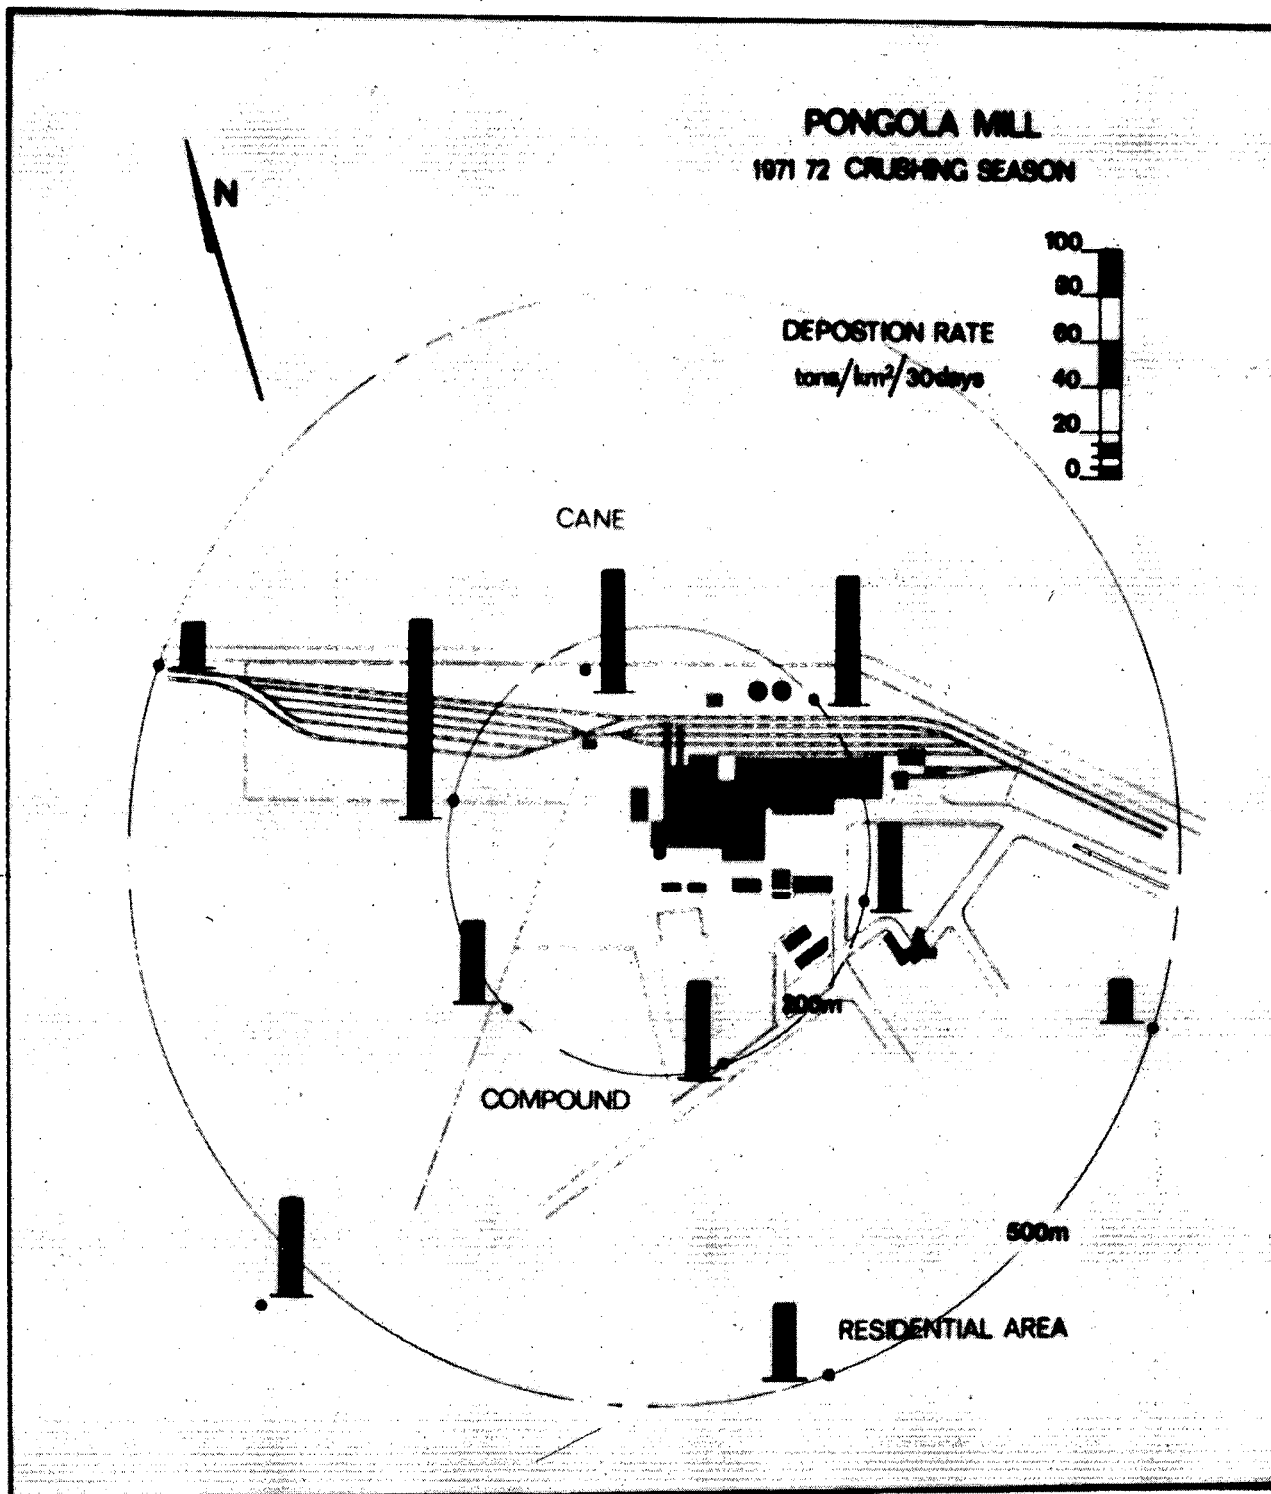 PONGOLA MILL
1971 72 CRUSHING SEASON
N
100
80
DEPOSTION RATE
60
tons/km²/30days
40
20
0
CANE
200m
COMPOUND
500m
RESIDENTIAL AREA